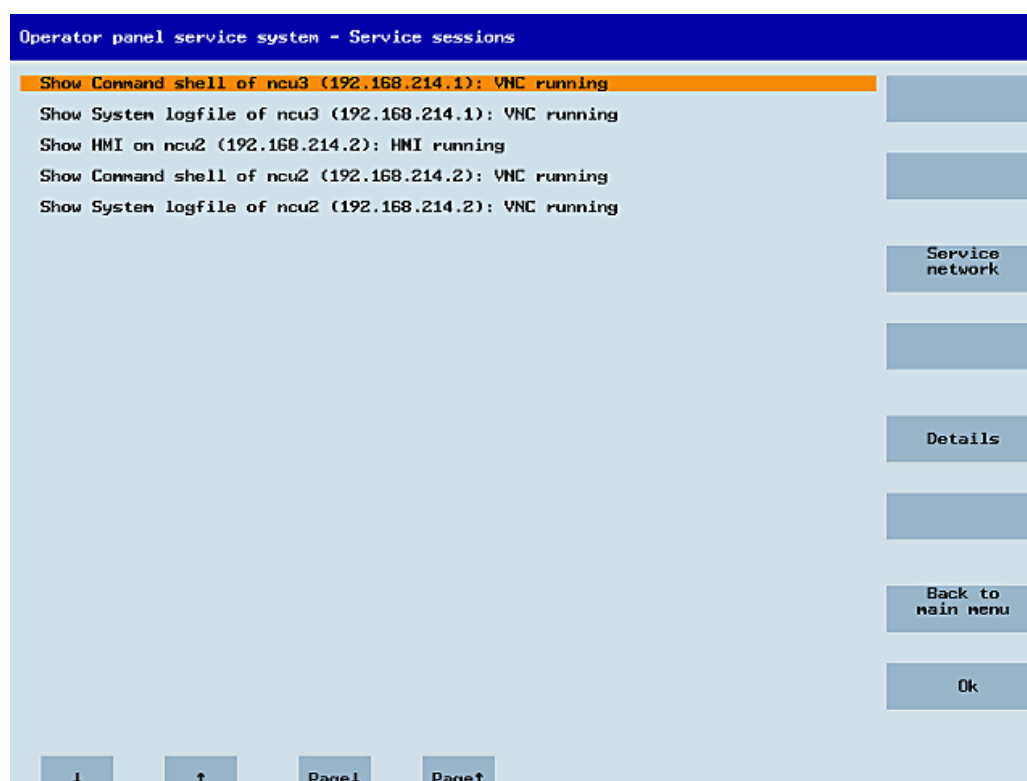 Operator panel service system - Service sessions
Show Command shell of ncu3 (192.168.214.1): VNC running
Show System logfile of ncu3 (192.168.214.1): VNC running
Show HMI on ncu2 (192.168.214.2): HMI running
Show Command shell of ncu2 (192.168.214.2): VNC running
Show System logfile of ncu2 (192.168.214.2): VNC running
Service
network
Details
Back to
main menu
Ok
↓ ↑ Page↓ Page↑